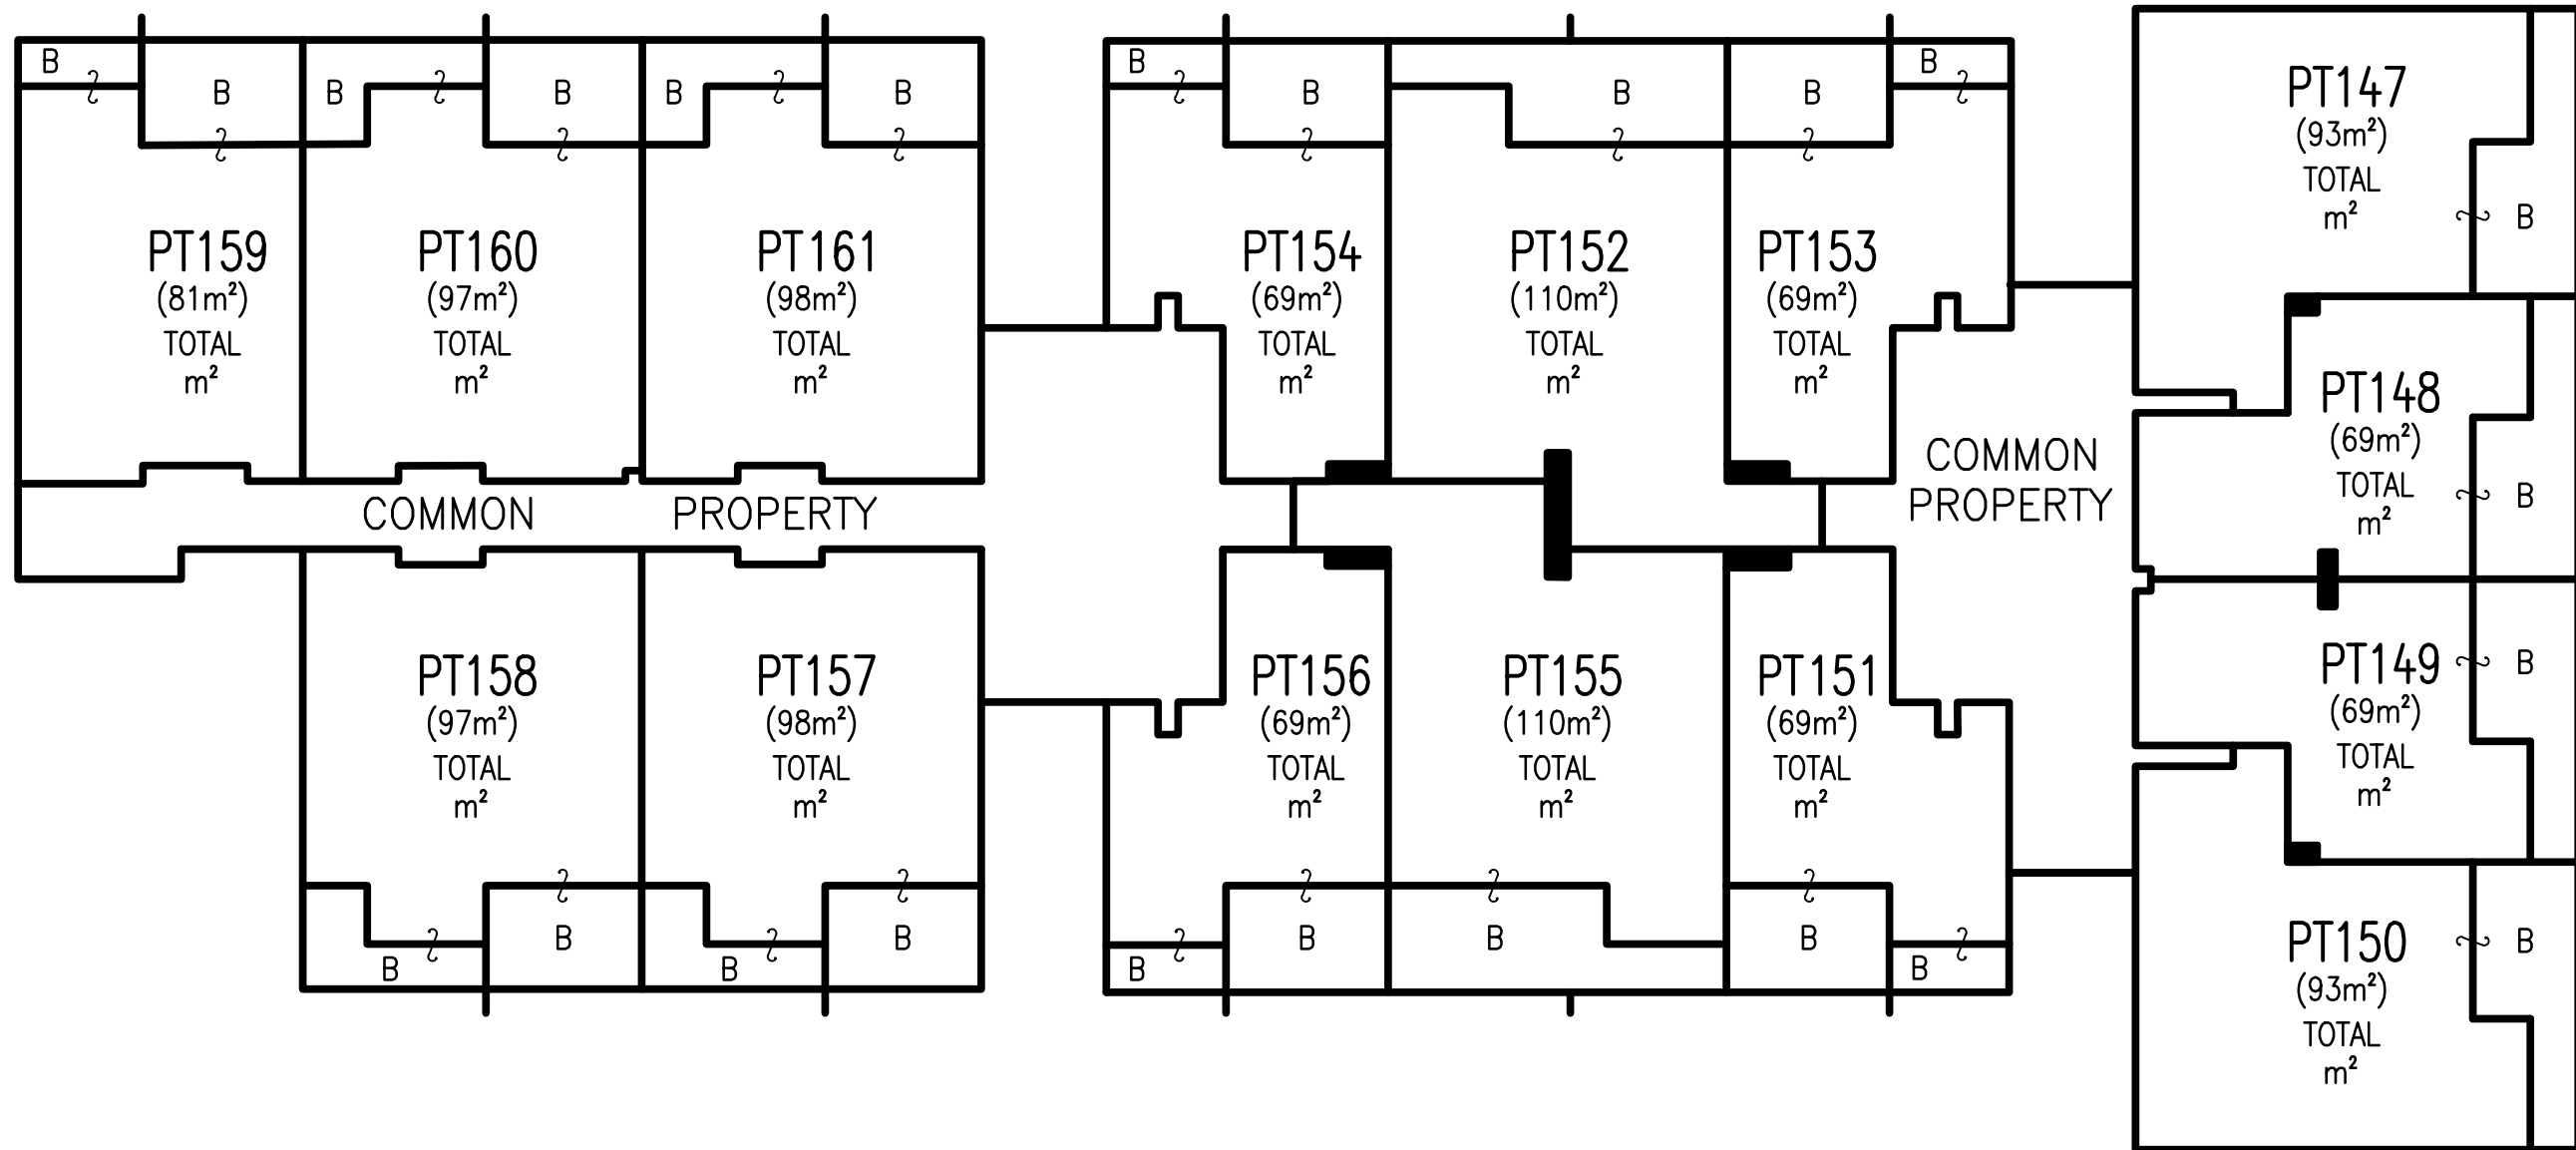 B
B
B
B
B
B
PT159
(81m²)
TOTAL
m²
PT160
(97m²)
TOTAL
m²
PT161
(98m²)
TOTAL
m²
COMMON PROPERTY
PT158
(97m²)
TOTAL
m²
B
B
PT157
(98m²)
TOTAL
m²
B
B
B
B
B
B
B
PT154
(69m²)
TOTAL
m²
PT152
(110m²)
TOTAL
m²
PT153
(69m²)
TOTAL
m²
COMMON
PROPERTY
PT156
(69m²)
TOTAL
m²
B
B
PT155
(110m²)
TOTAL
m²
B
PT151
(69m²)
TOTAL
m²
B
B
PT147
(93m²)
TOTAL
m²
B
PT148
(69m²)
TOTAL
m²
B
PT149
(69m²)
TOTAL
m²
B
PT150
(93m²)
TOTAL
m²
B